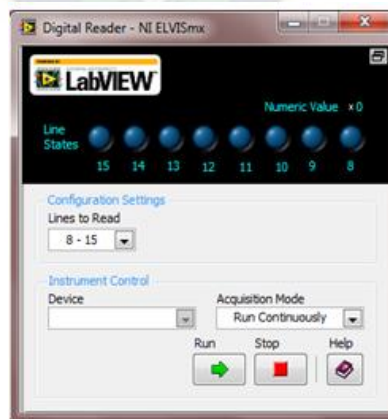 Digital Reader - NI ELVISmx
LabVIEW
Numeric Value x0
Line
States
15 14 13 12 11 10 9 8
Configuration Settings
Lines to Read
8 - 15
Instrument Control
Device Acquisition Mode
Run Continuously
Run Stop Help